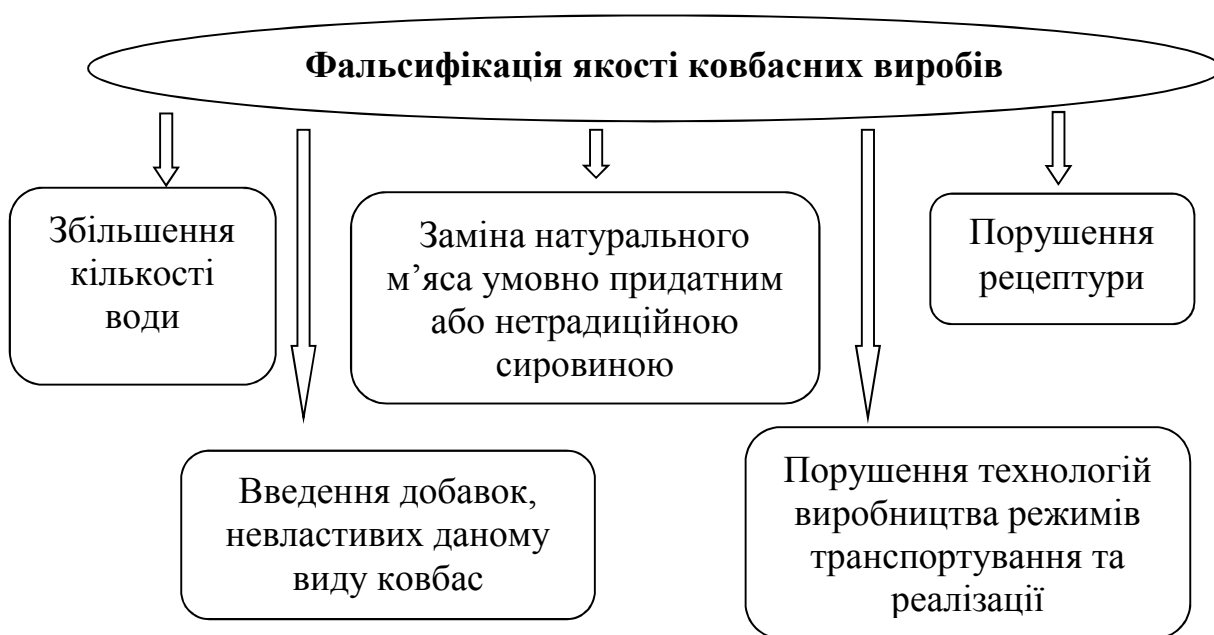 Фальсифікація якості ковбасних виробів
Збільшення
кількості
води
Заміна натурального
м’яса умовно придатним
або нетрадиційною
сировиною
Порушення
рецептури
Введення добавок,
невластивих даному
виду ковбас
Порушення технологій
виробництва режимів
транспортування та
реалізації